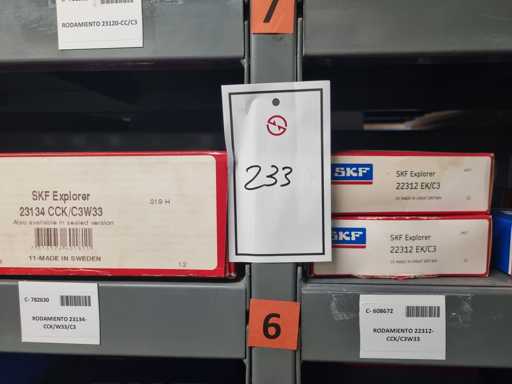 RODAMIENTO 23120-CC/C3
7
233
SKF Explorer
23134 CCK/C3W33
Also available in sealed version
319 H
11-MADE IN SWEDEN
12
SKF
SKF Explorer
22312 EK/C3
SKF
SKF Explorer
22312 EK/C3
C- 782030
RODAMIENTO 23134-
CCK/W33/C3
6
C- 608672
RODAMIENTO 22312-
CCK/C3W33